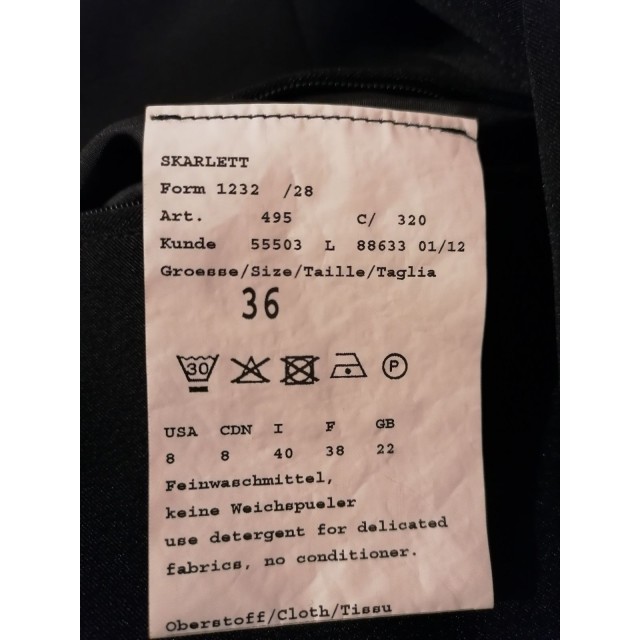 SKARLETT
Form 1232 /28
Art. 495 C/ 320
Kunde 55503 L 88633 01/12
Groesse/Size/Taille/Taglia
36
30 P
USA CDN I F GB
8 8 40 38 22
Feinwaschmittel,
keine Weichspueler
use detergent for delicated
fabrics, no conditioner.
Oberstoff/Cloth/Tissu